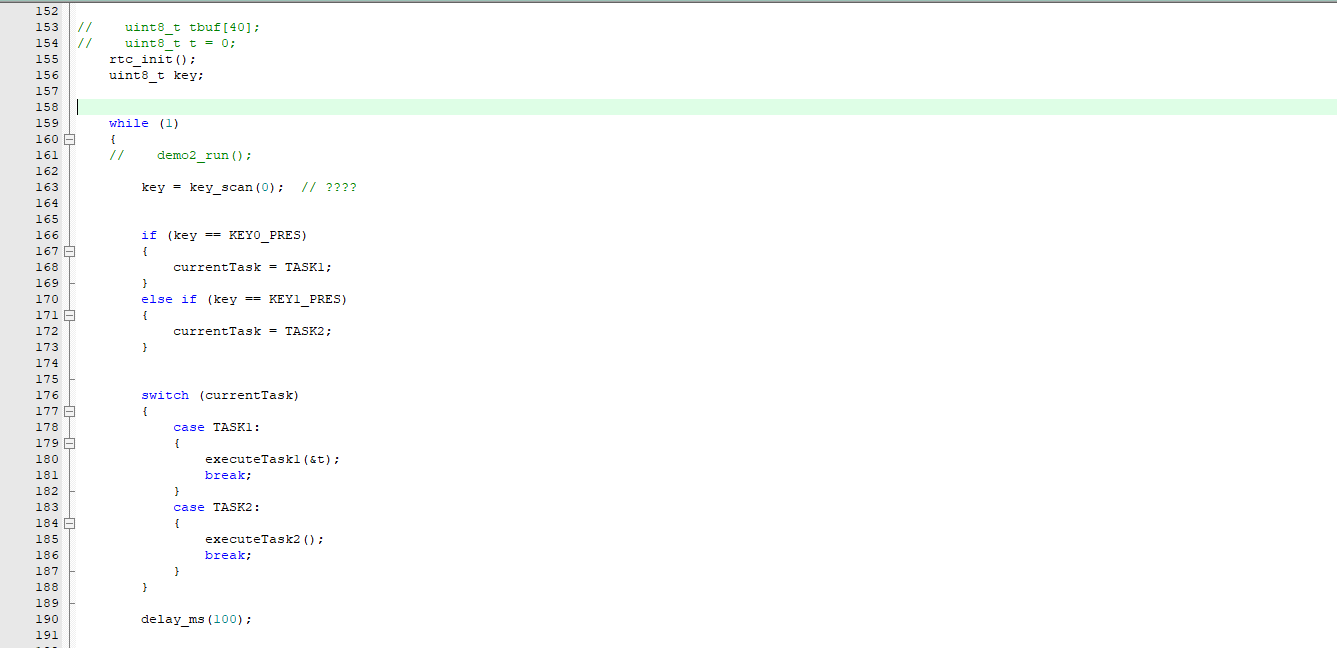 152
153 //    uint8_t tbuf[40];
154 //    uint8_t t = 0;
155     rtc_init();
156     uint8_t key;
157
158
159     while (1)
160     {
161     //    demo2_run();
162
163         key = key_scan(0);  // ????
164
165
166         if (key == KEY0_PRES)
167         {
168             currentTask = TASK1;
169         }
170         else if (key == KEY1_PRES)
171         {
172             currentTask = TASK2;
173         }
174
175
176         switch (currentTask)
177         {
178             case TASK1:
179             {
180                 executeTask1(&t);
181                 break;
182             }
183             case TASK2:
184             {
185                 executeTask2();
186                 break;
187             }
188         }
189
190         delay_ms(100);
191